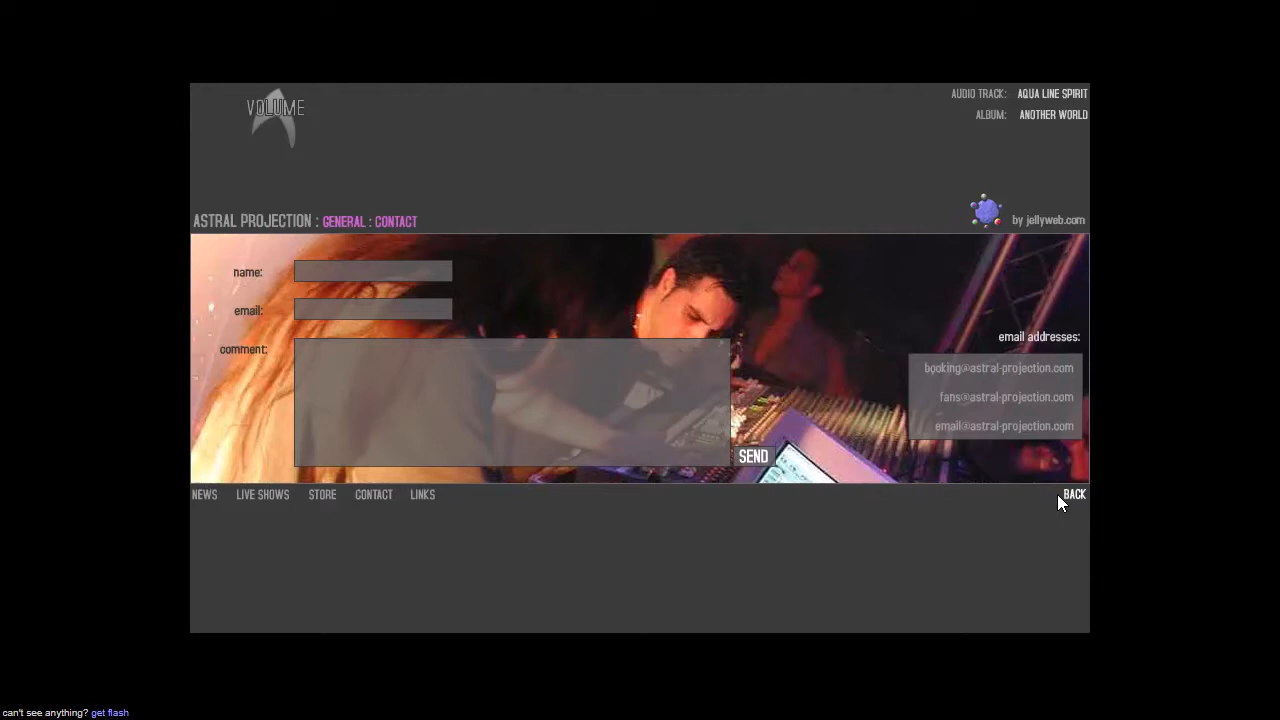 VOLUME
AUDIO TRACK: AQUA LINE SPIRIT
ALBUM: ANOTHER WORLD
ASTRAL PROJECTION : GENERAL : CONTACT
by jellyweb.com
name:
email:
comment:
email addresses:
booking@astral-projection.com
fans@astral-projection.com
email@astral-projection.com
SEND
NEWS LIVE SHOWS STORE CONTACT LINKS BACK
can't see anything? get flash